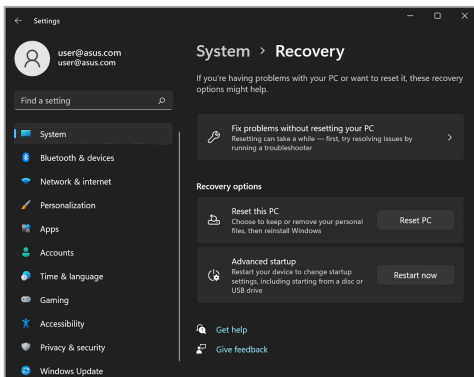 Settings
user@asus.com
user@asus.com
Find a setting
System
Bluetooth & devices
Network & internet
Personalization
Apps
Accounts
Time & language
Gaming
Accessibility
Privacy & security
Windows Update
System > Recovery
If you're having problems with your PC or want to reset it, these recovery
options might help.
Fix problems without resetting your PC
Resetting can take a while — first, try resolving issues by
running a troubleshooter
Recovery options
Reset this PC
Choose to keep or remove your personal
files, then reinstall Windows
Reset PC
Advanced startup
Restart your device to change startup
settings, including starting from a disc or
USB drive
Restart now
Get help
Give feedback